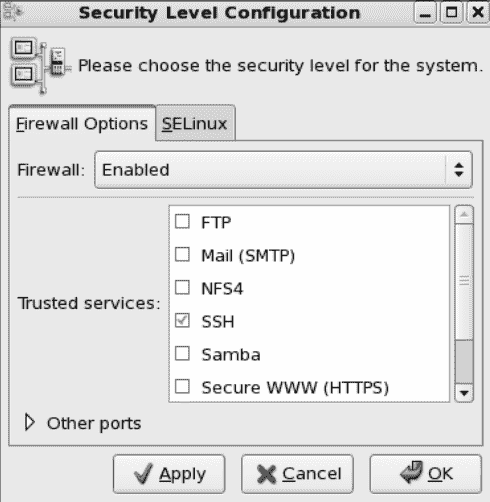 Security Level Configuration
Please choose the security level for the system.
Firewall Options SELinux
Firewall: Enabled
Trusted services:
FTP
Mail (SMTP)
NFS4
SSH
Samba
Secure WWW (HTTPS)
Other ports
Apply Cancel OK